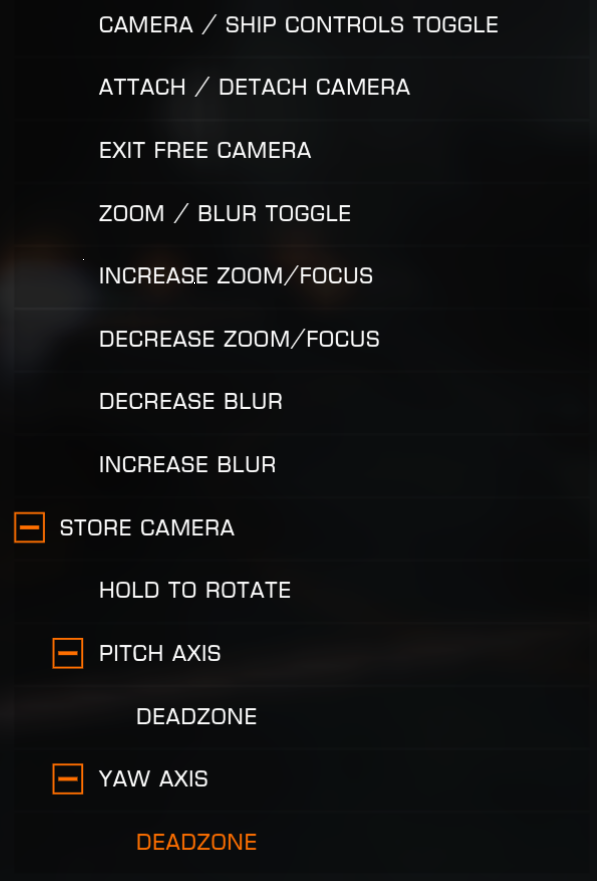 CAMERA / SHIP CONTROLS TOGGLE
ATTACH / DETACH CAMERA
EXIT FREE CAMERA
ZOOM / BLUR TOGGLE
INCREASE ZOOM/FOCUS
DECREASE ZOOM/FOCUS
DECREASE BLUR
INCREASE BLUR
STORE CAMERA
HOLD TO ROTATE
PITCH AXIS
DEADZONE
YAW AXIS
DEADZONE